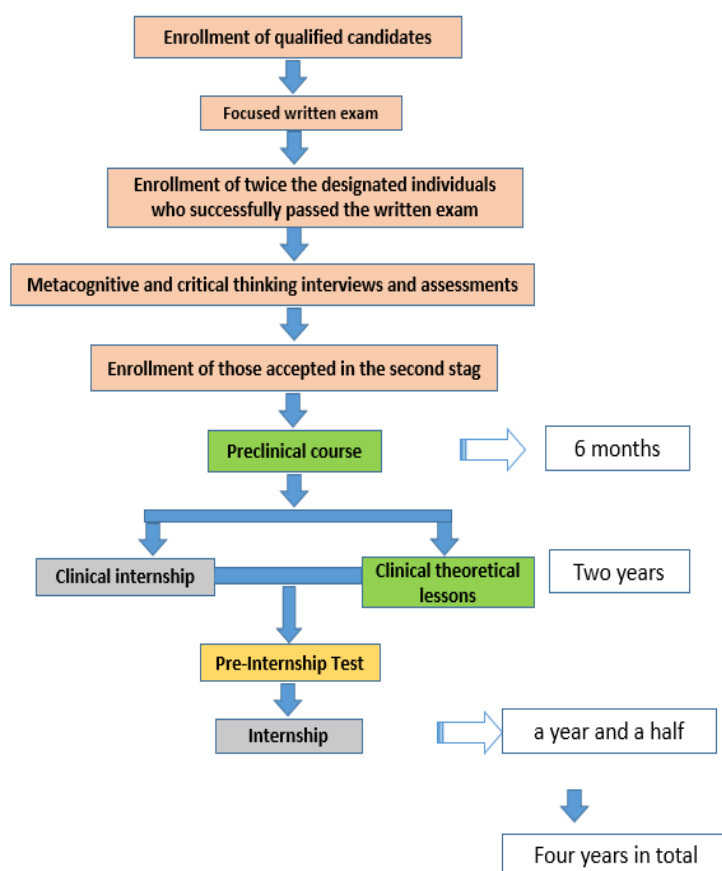 Enrollment of qualified candidates
Focused written exam
Enrollment of twice the designated individuals
who successfully passed the written exam
Metacognitive and critical thinking interviews and assessments
Enrollment of those accepted in the second stag
Preclinical course
6 months
Clinical internship
Clinical theoretical
lessons
Two years
Pre-Internship Test
Internship
a year and a half
Four years in total